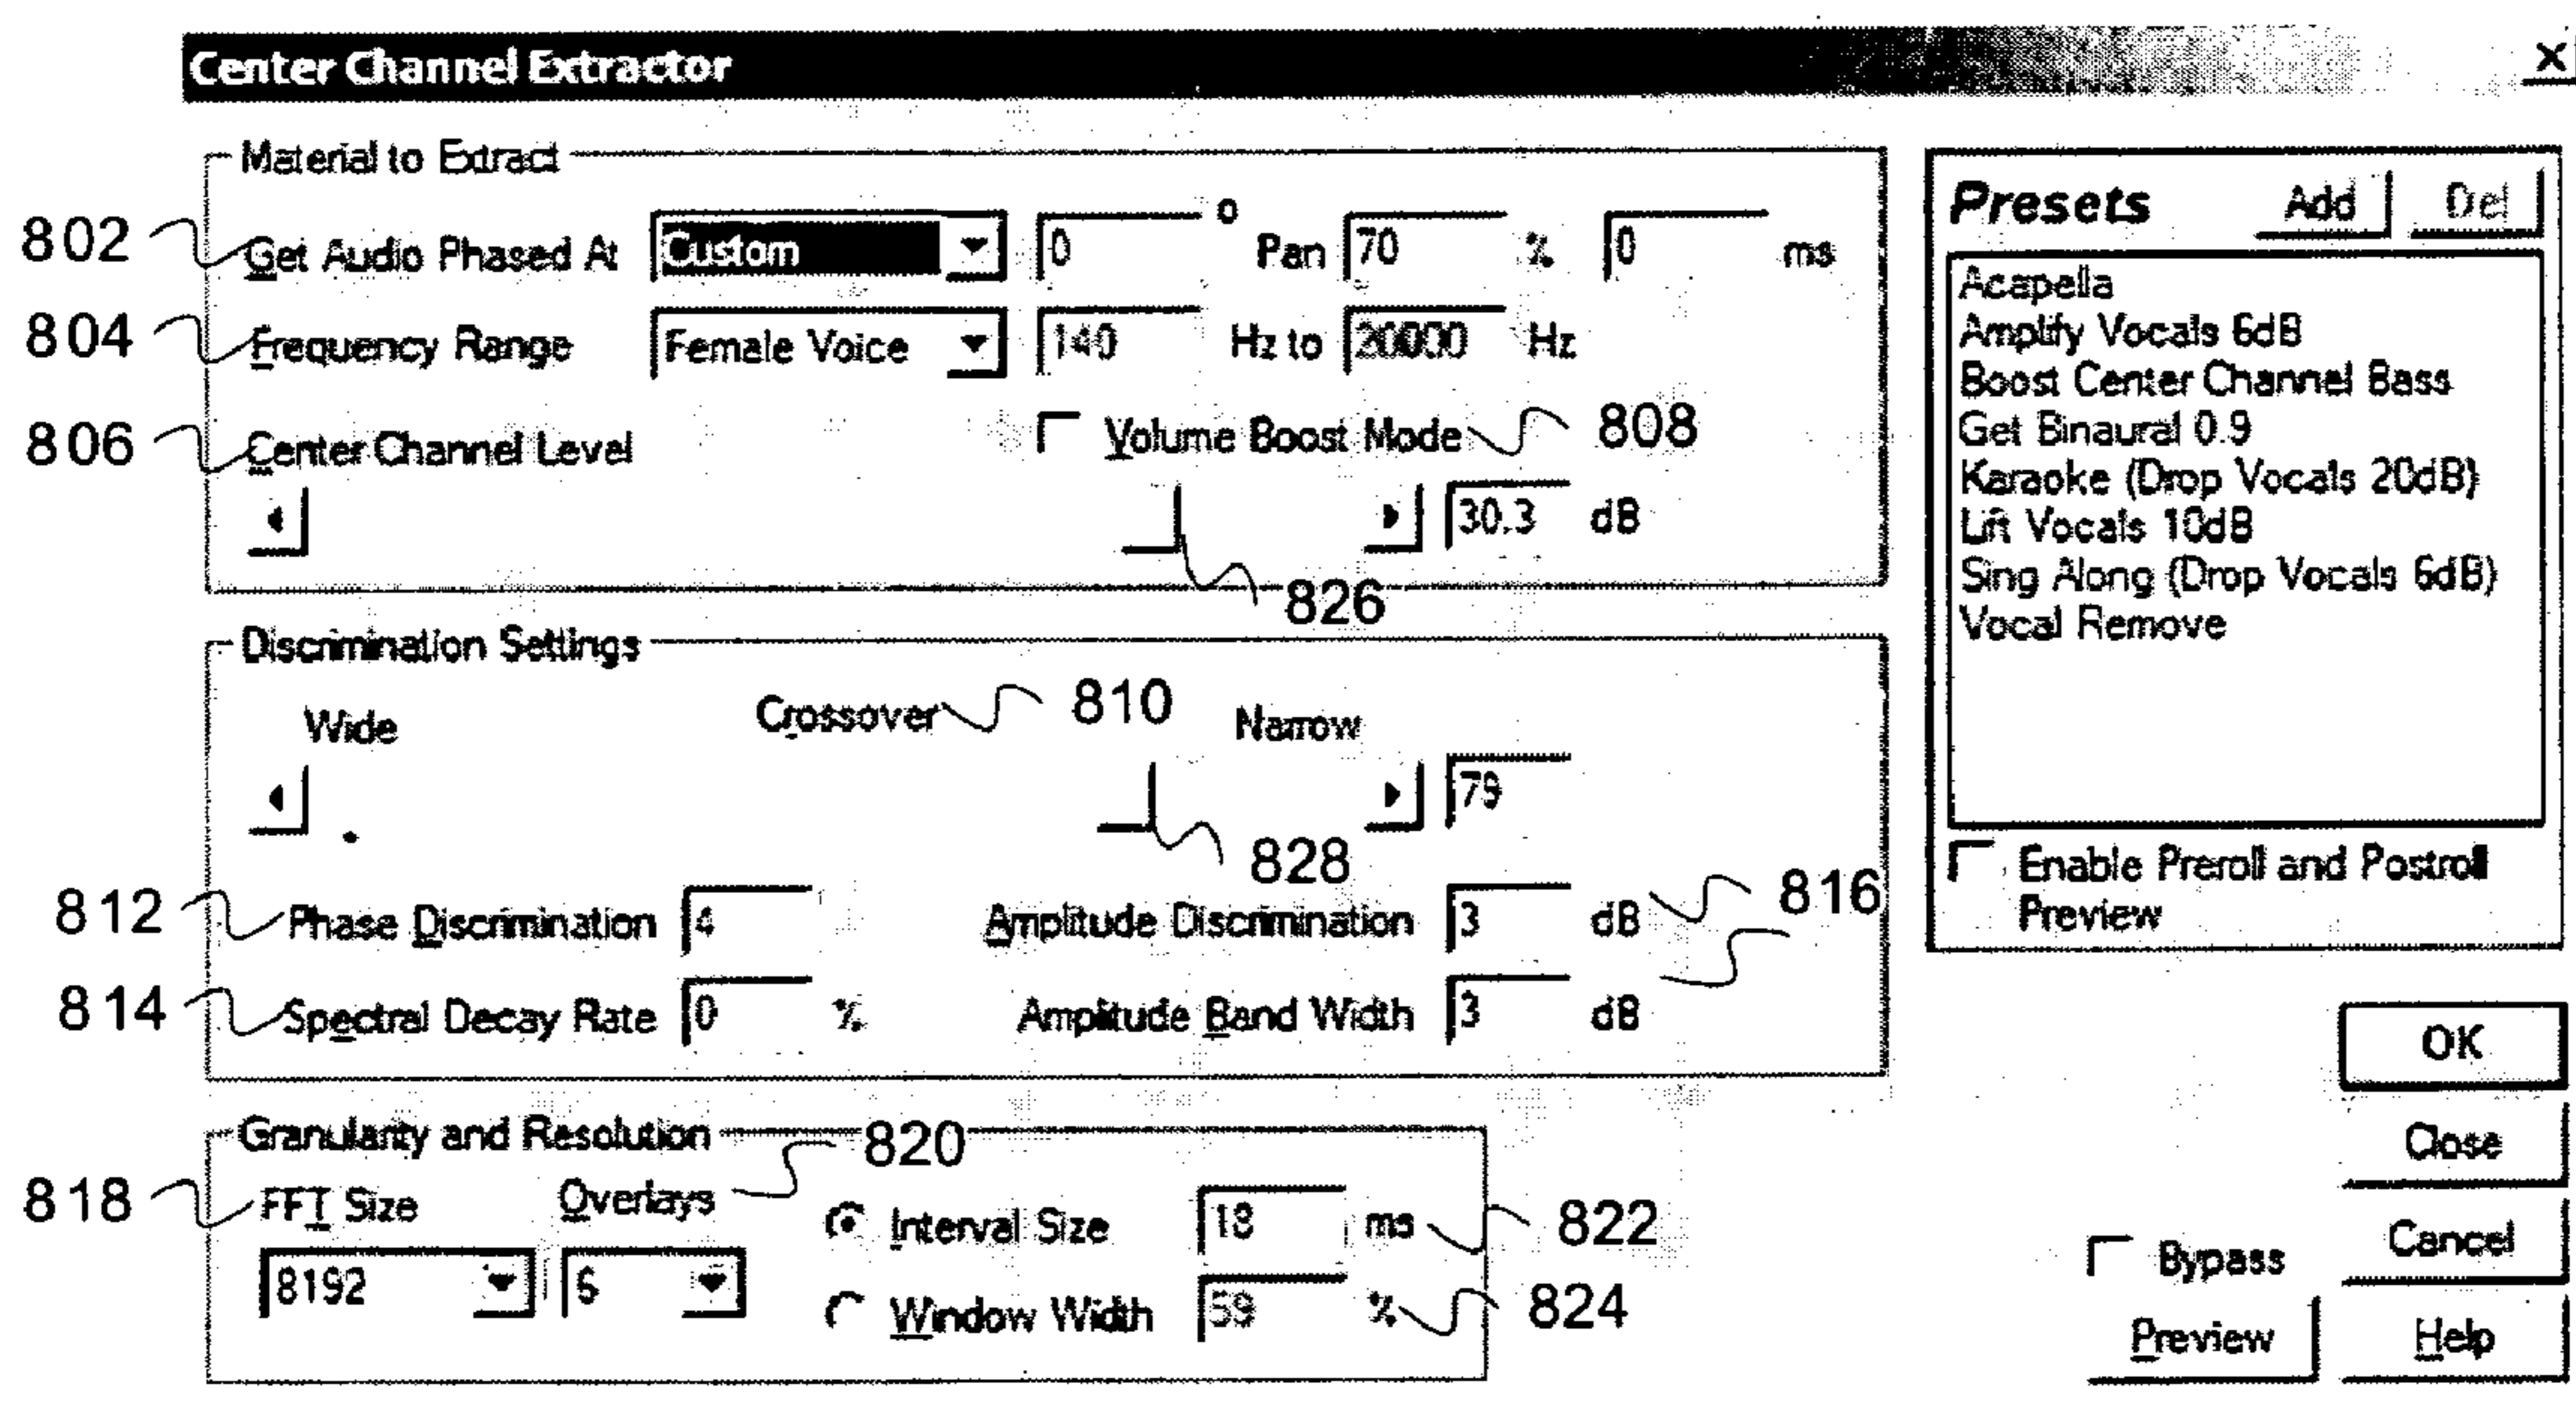 Center Channel Extractor
Material to Extract
802 Get Audio Phased At Custom 0 ° Pan 70 % 0 ms
804 Frequency Range Female Voice 140 Hz to 20000 Hz
806 Center Channel Level Volume Boost Mode 808
30.3 dB
826
Discrimination Settings
Wide Crossover 810 Narrow
79
828
812 Phase Discrimination 4 Amplitude Discrimination 3 dB 816
814 Spectral Decay Rate 0 % Amplitude Band Width 3 dB
Granularity and Resolution 820
818 FFT Size Overlays Interval Size 18 ms 822
8192 6 Window Width % 824
Presets Add Del
Acapella
Amplify Vocals 6dB
Boost Center Channel Bass
Get Binaural 0.9
Karaoke (Drop Vocals 20dB)
Lift Vocals 10dB
Sing Along (Drop Vocals 6dB)
Vocal Remove
Enable Preroll and Postroll
Preview
OK
Close
Bypass Cancel
Preview Help